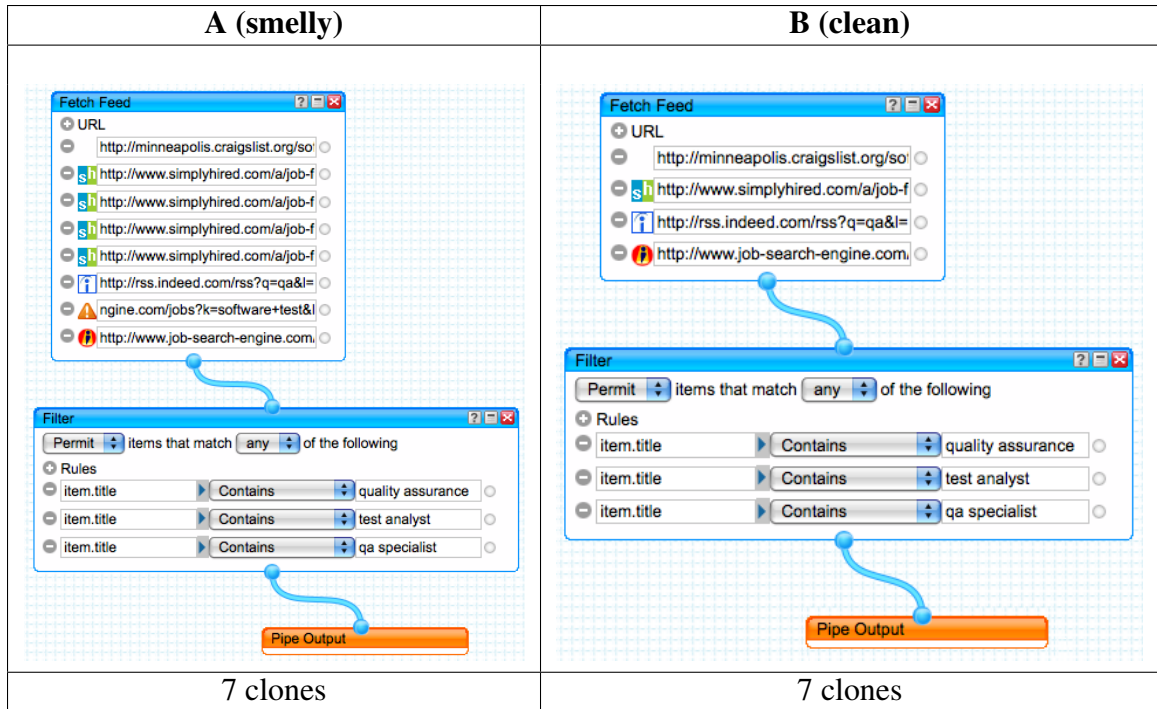 A (smelly)
B (clean)
Fetch Feed
URL
http://minneapolis.craigslist.org/so
http://www.simplyhired.com/a/job-f
http://www.simplyhired.com/a/job-f
http://www.simplyhired.com/a/job-f
http://www.simplyhired.com/a/job-f
http://rss.indeed.com/rss?q=qa&l=
ngine.com/jobs?k=software+test&l
http://www.job-search-engine.com
Filter
Permit items that match any of the following
Rules
item.title Contains quality assurance
item.title Contains test analyst
item.title Contains qa specialist
Pipe Output
Fetch Feed
URL
http://minneapolis.craigslist.org/so
http://www.simplyhired.com/a/job-f
http://rss.indeed.com/rss?q=qa&l=
http://www.job-search-engine.com
Filter
Permit items that match any of the following
Rules
item.title Contains quality assurance
item.title Contains test analyst
item.title Contains qa specialist
Pipe Output
7 clones
7 clones